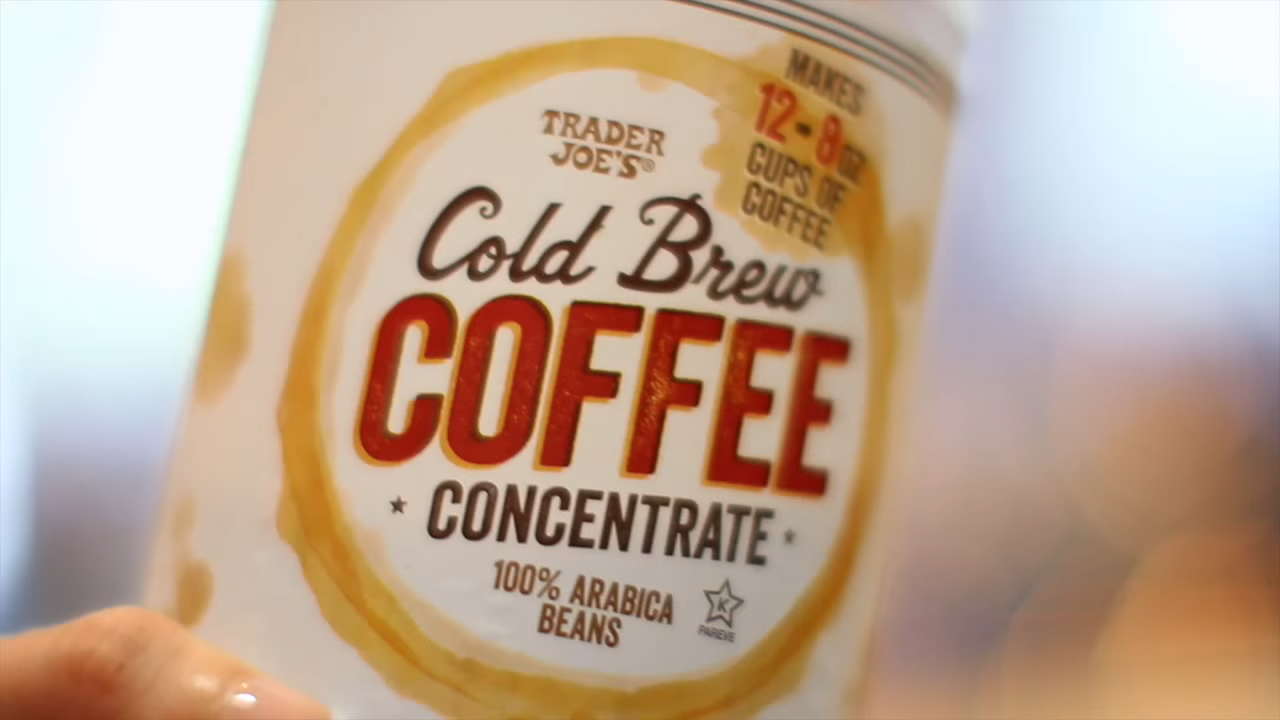 MAKES
12-8 OZ
CUPS OF
COFFEE
TRADER
JOE'S®
Cold Brew
COFFEE
CONCENTRATE
100% ARABICA
BEANS
K
PAREVE